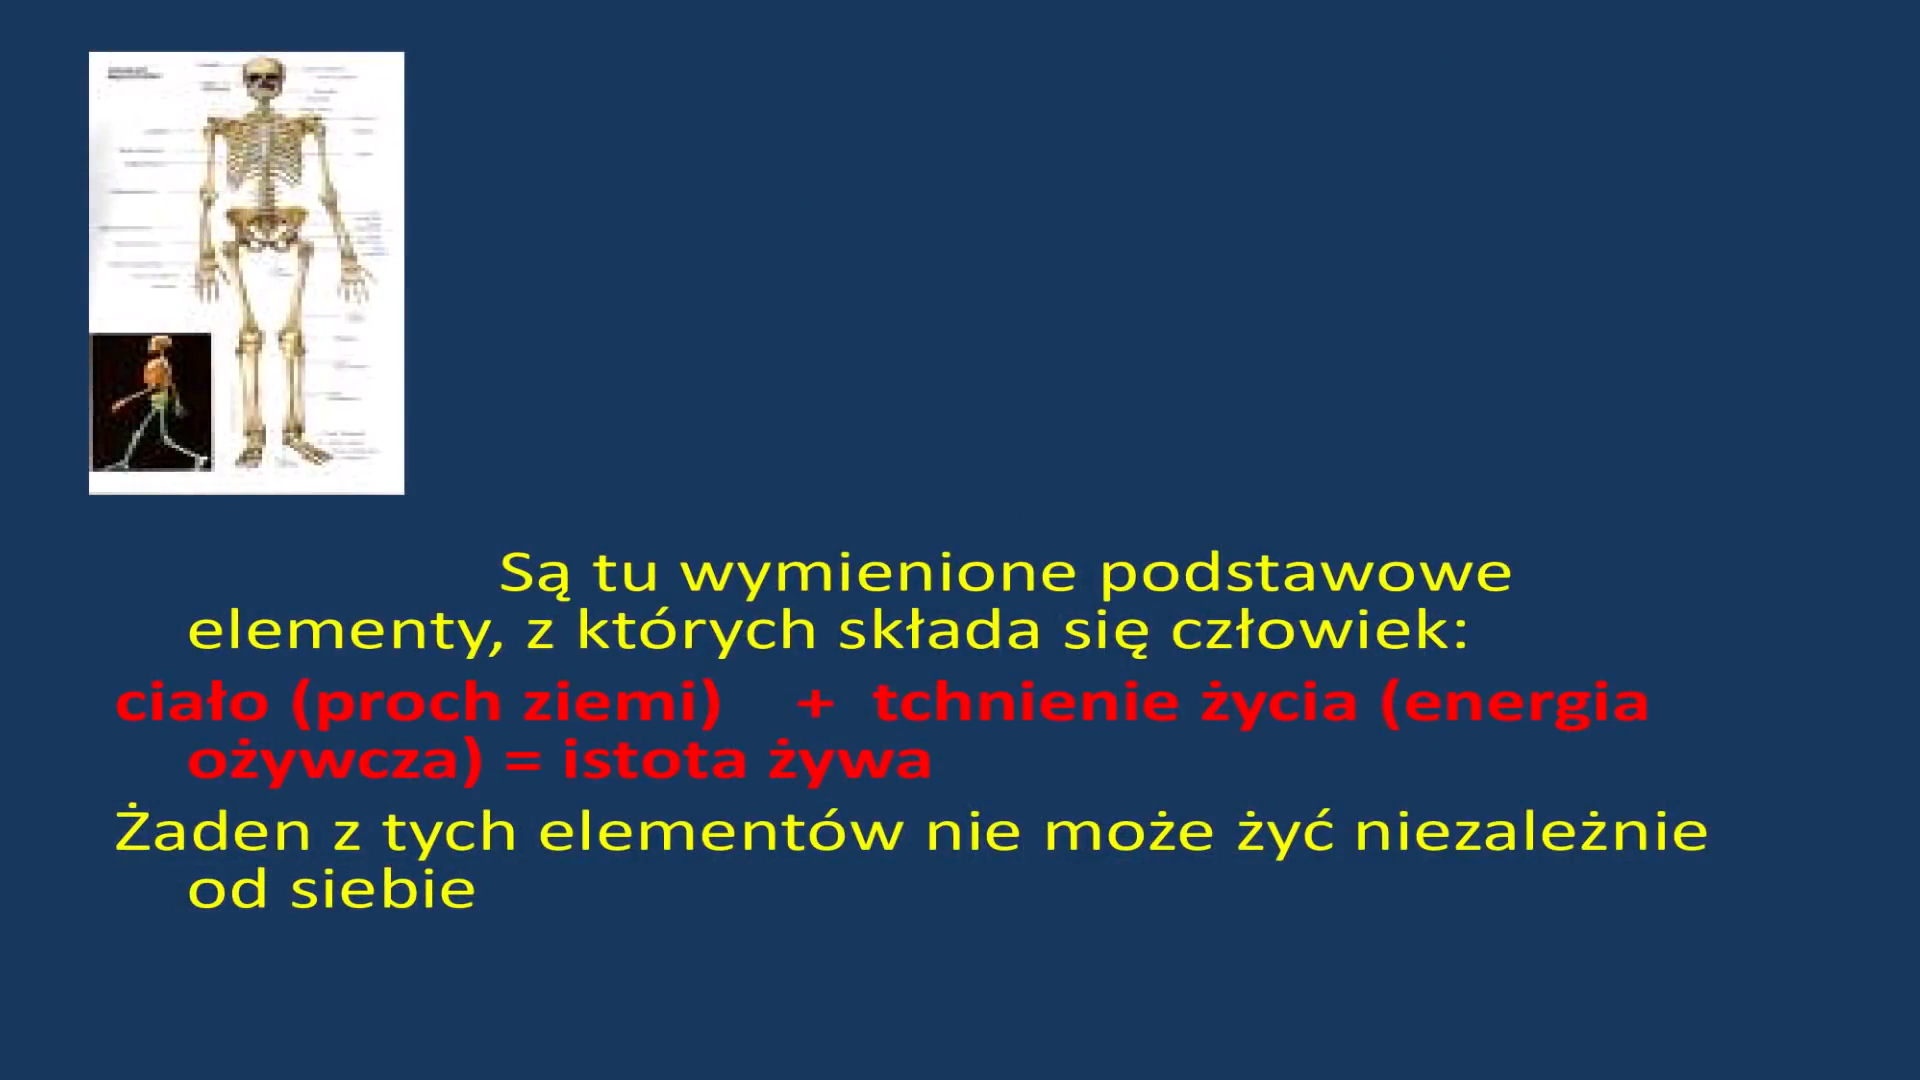 Są tu wymienione podstawowe
elementy, z których składa się człowiek:
ciało (proch ziemi) + tchnienie życia (energia
ożywcza) = istota żywa
Żaden z tych elementów nie może żyć niezależnie
od siebie